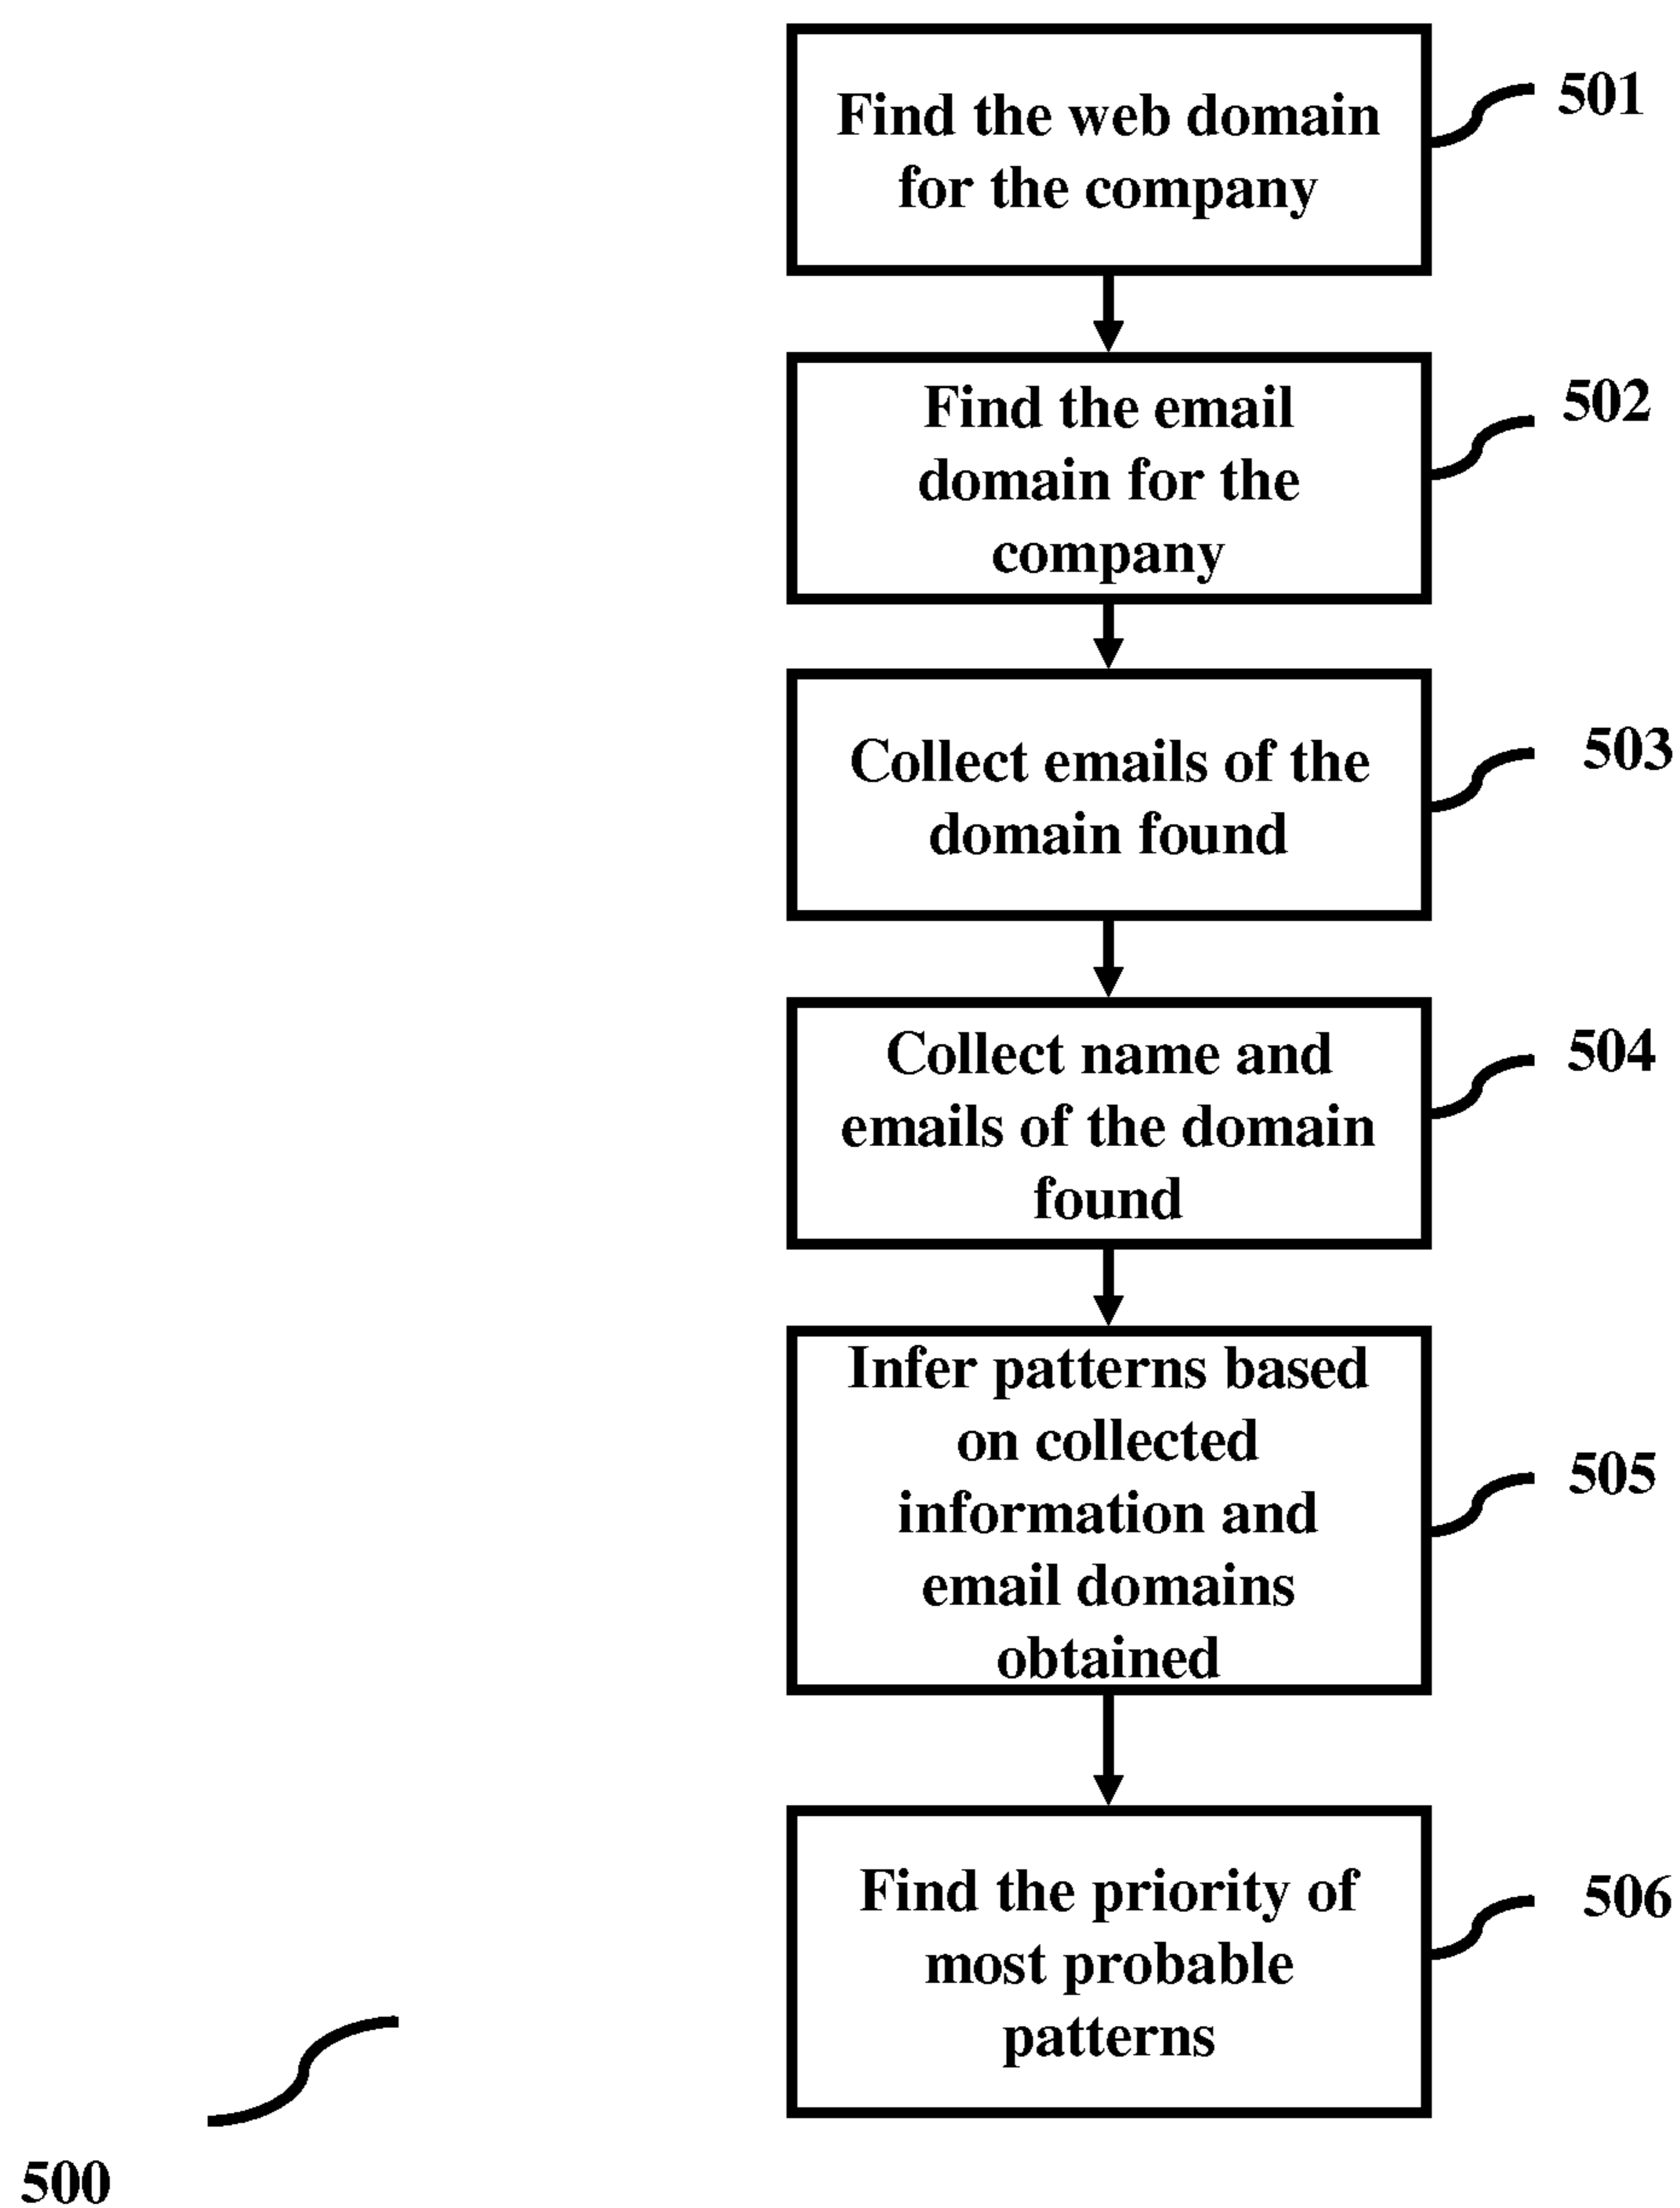 Find the web domain
for the company
501
Find the email
domain for the
company
502
Collect emails of the
domain found
503
Collect name and
emails of the domain
found
504
Infer patterns based
on collected
information and
email domains
obtained
505
Find the priority of
most probable
patterns
506
500